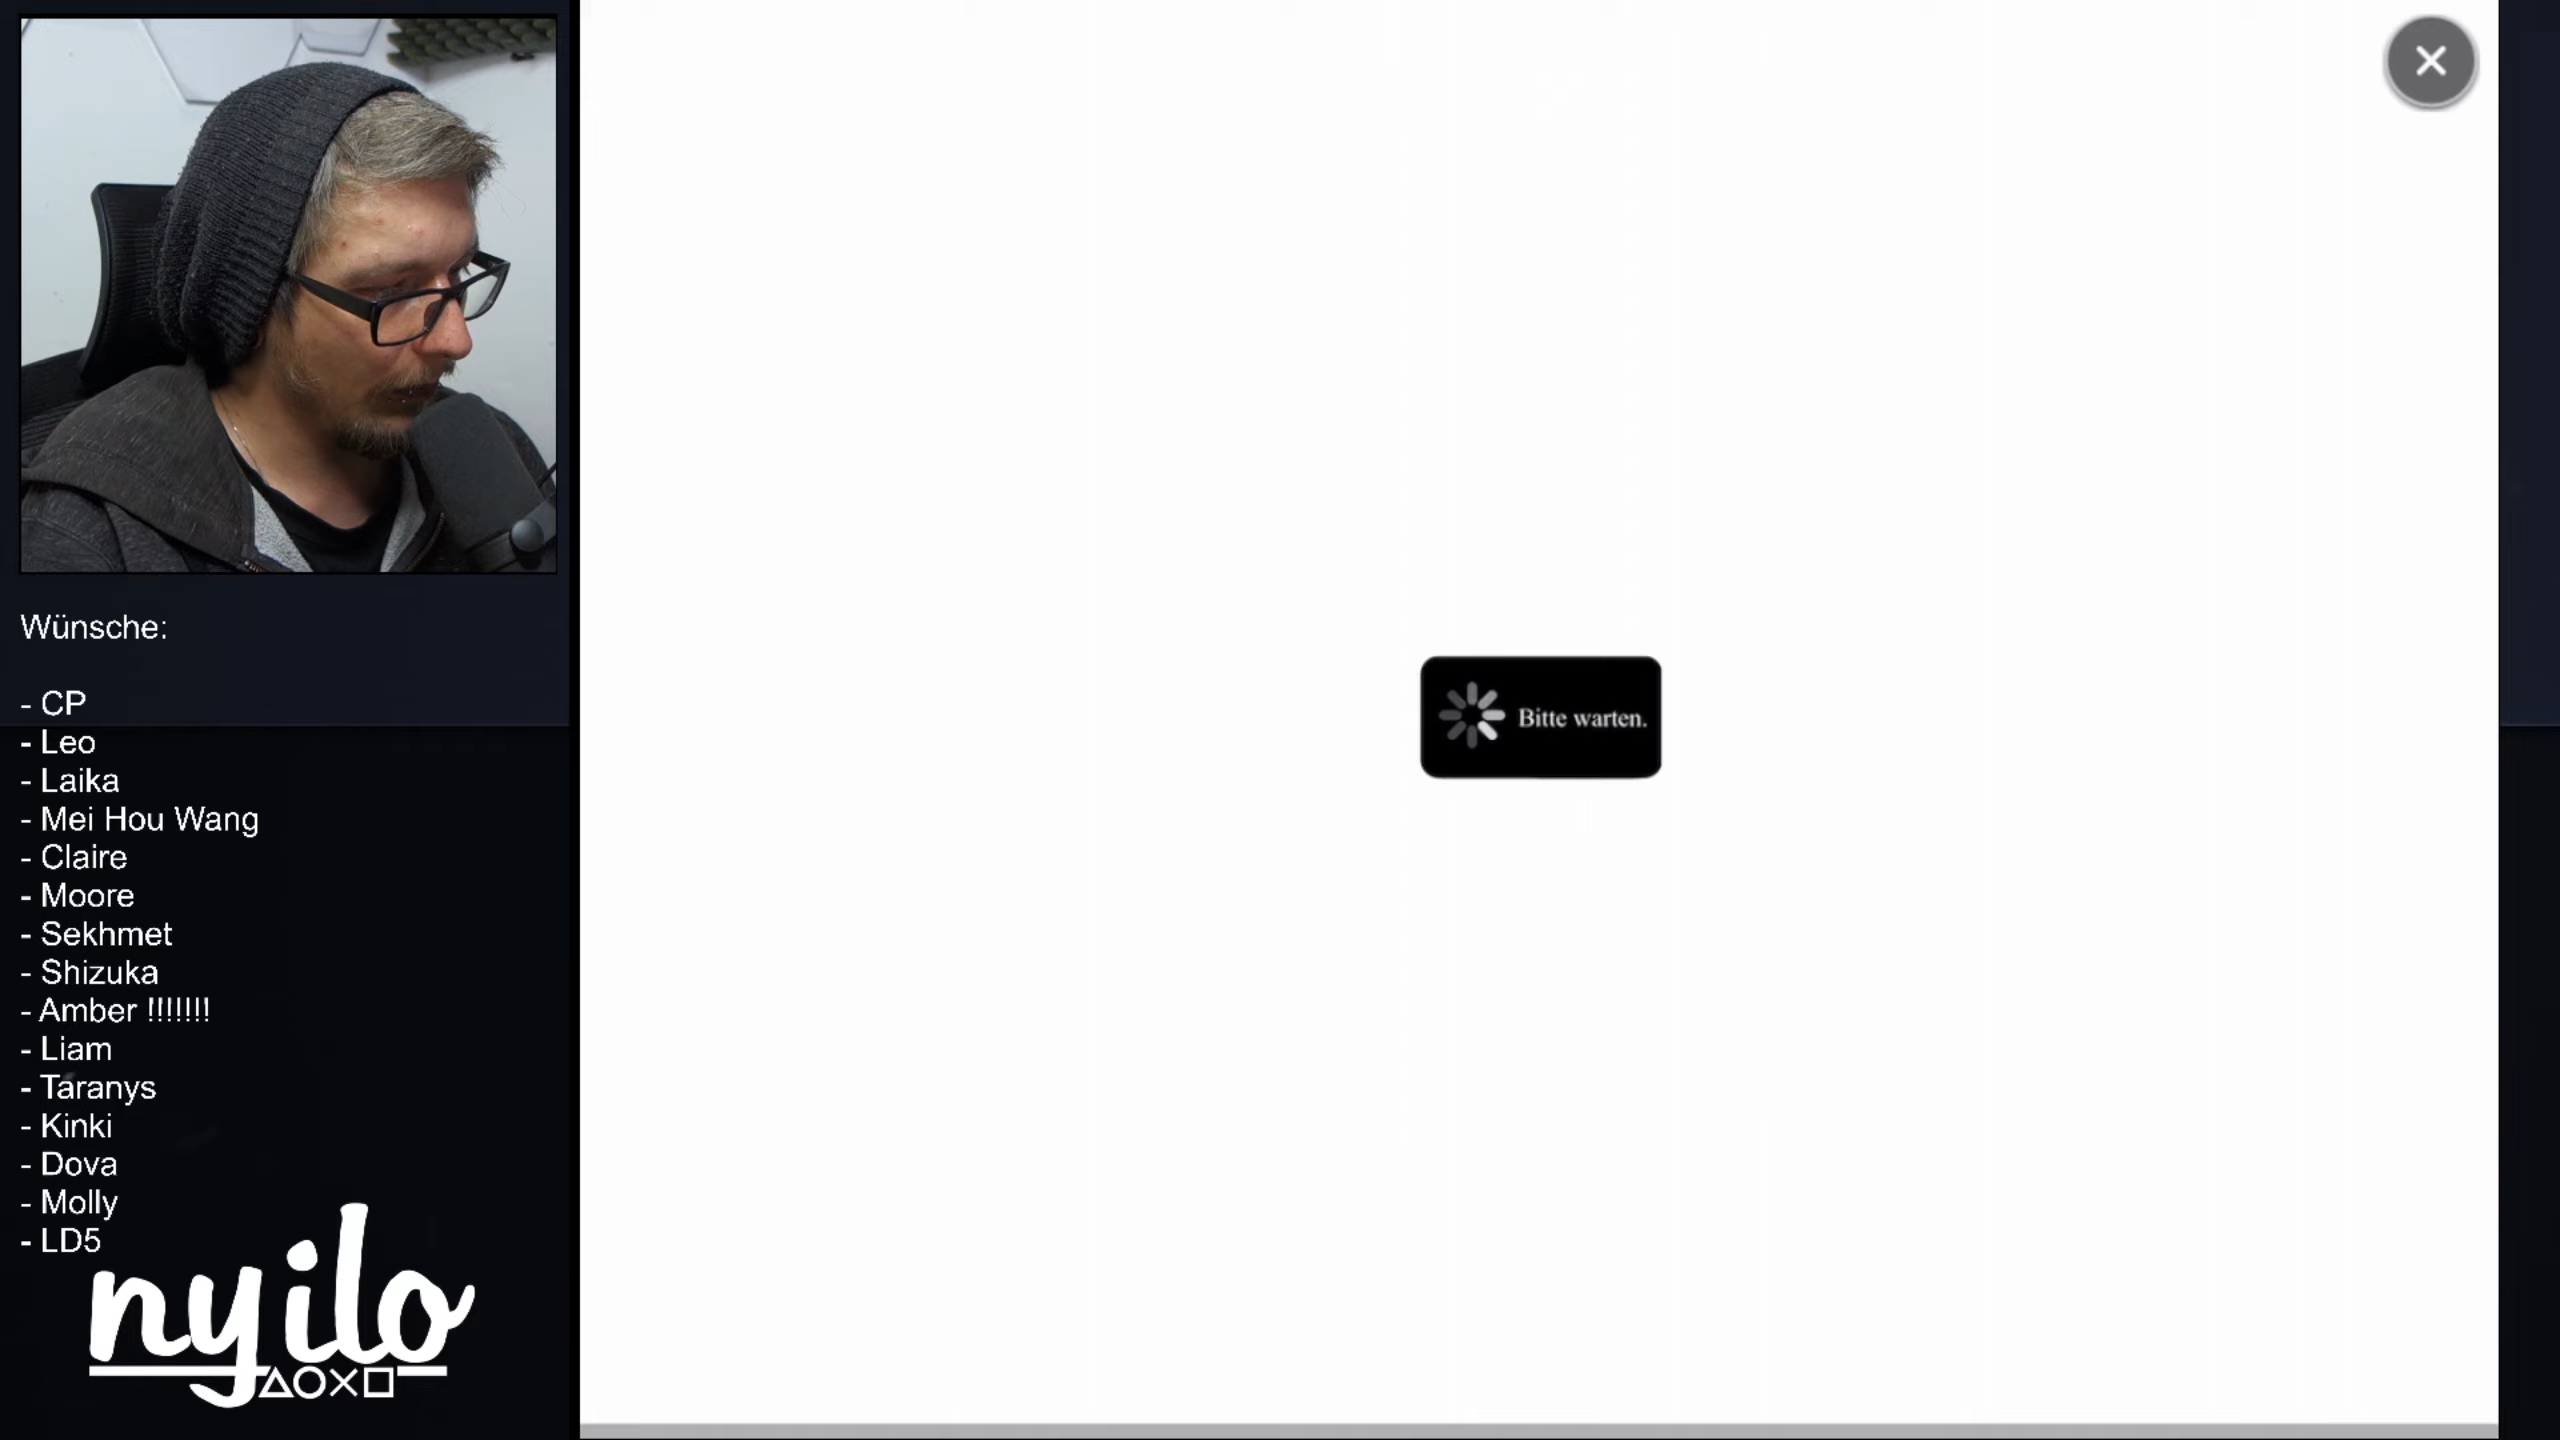 Wünsche:
- CP
- Leo
- Laika
- Mei Hou Wang
- Claire
- Moore
- Sekhmet
- Shizuka
- Amber !!!!!!!
- Liam
- Taranys
- Kinki
- Dova
- Molly
- LD5
nyilo
Bitte warten.